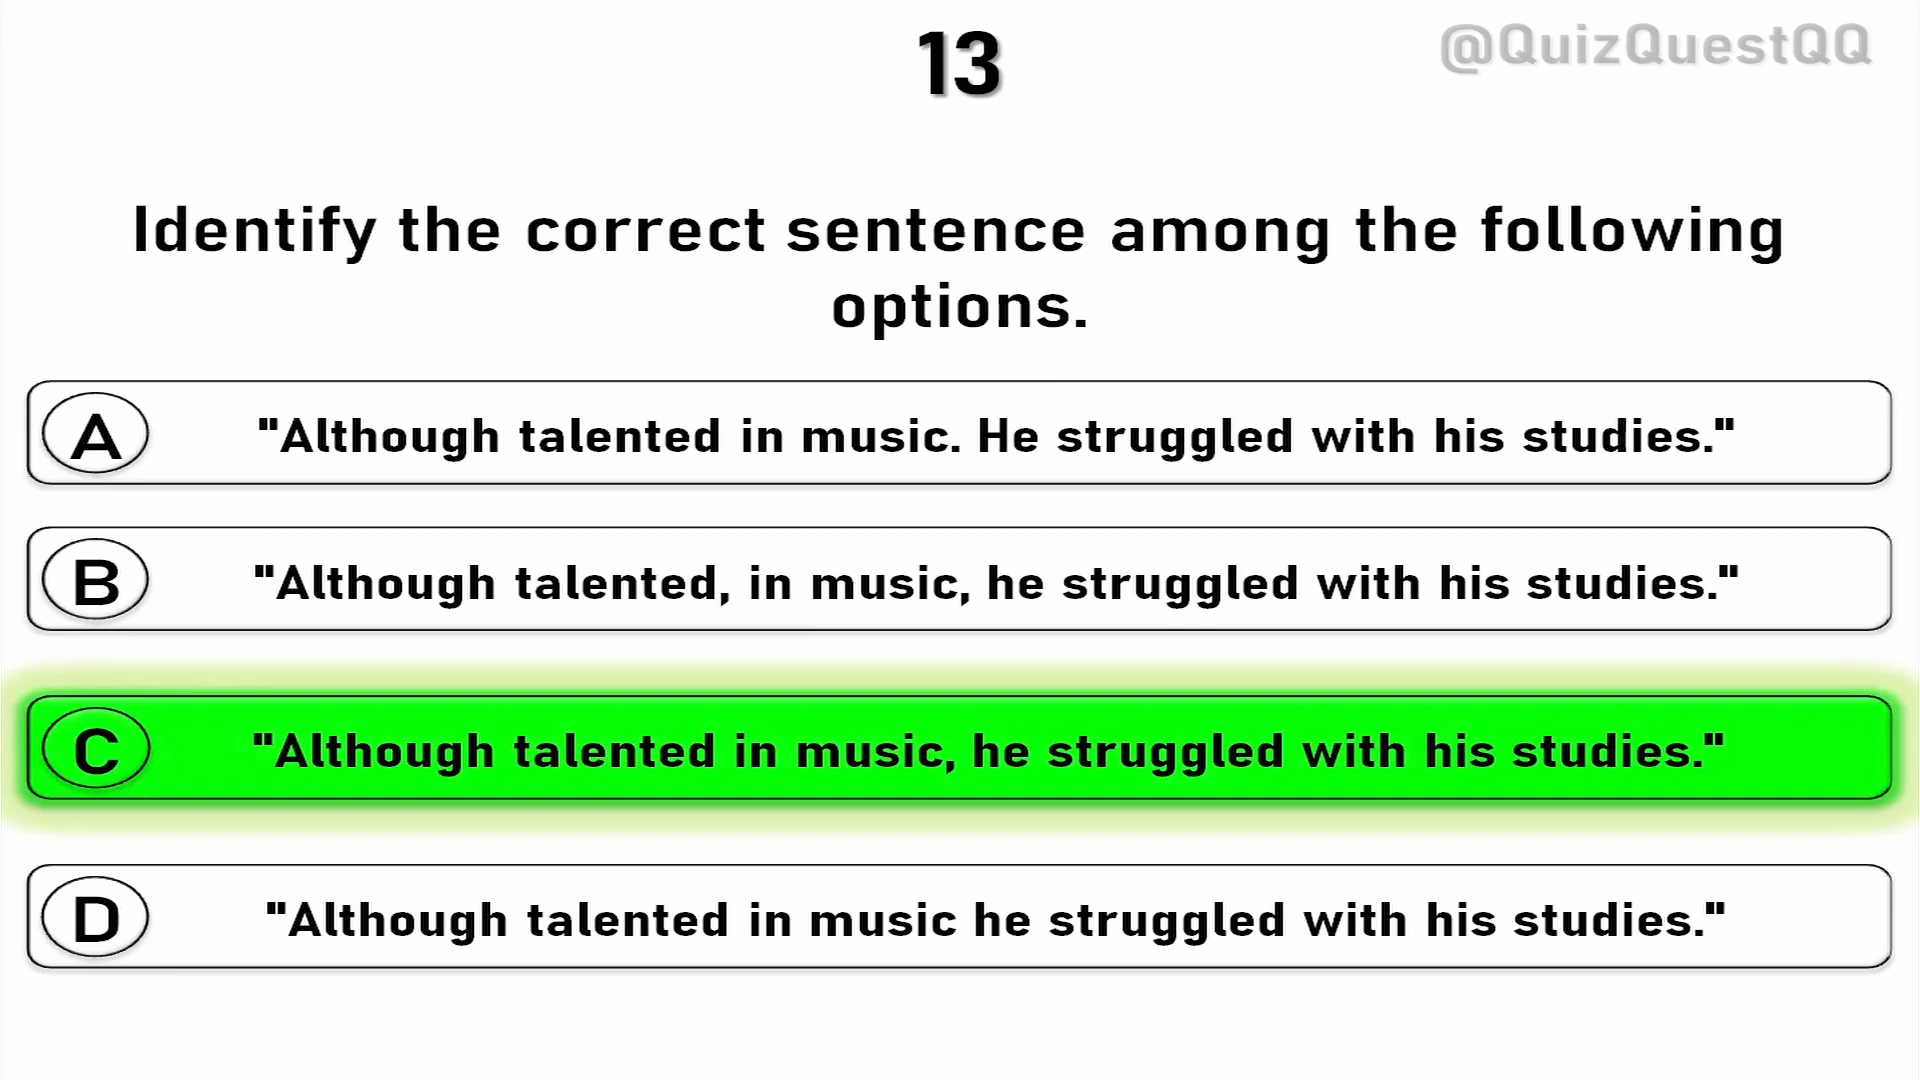 13
@QuizQuestQQ
Identify the correct sentence among the following
options.
A "Although talented in music. He struggled with his studies."
B "Although talented, in music, he struggled with his studies."
C "Although talented in music, he struggled with his studies."
D "Although talented in music he struggled with his studies."